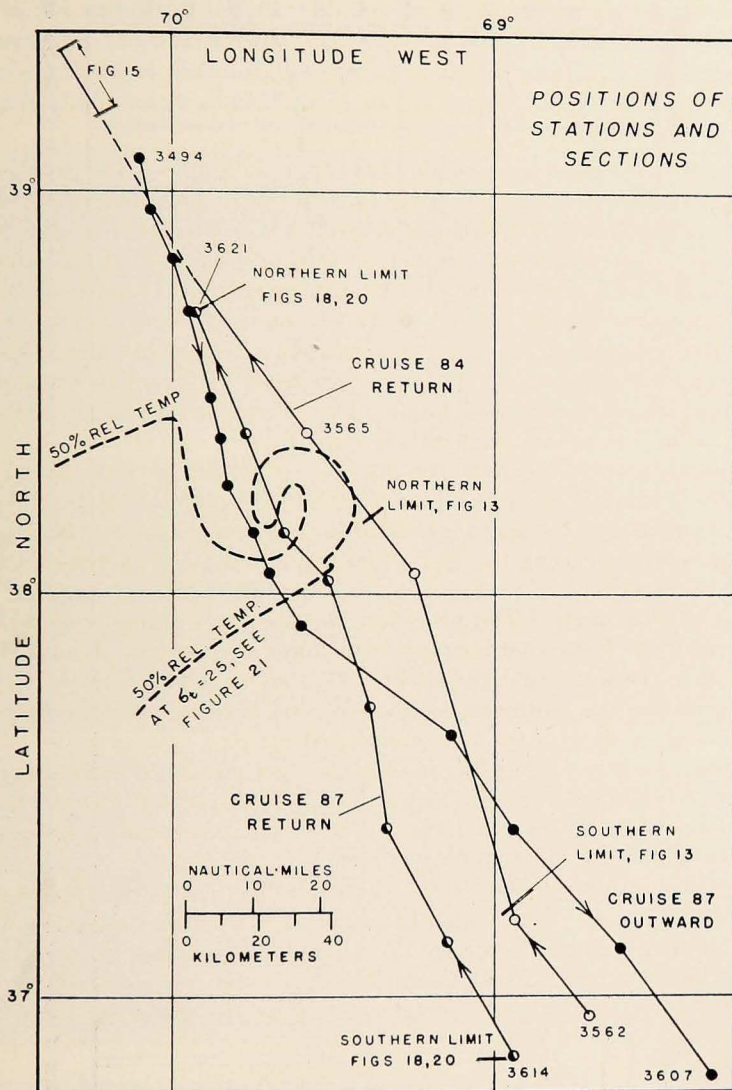 70° 69°
LONGITUDE WEST
FIG 15
POSITIONS OF
STATIONS AND
SECTIONS
3494
39°
3621
NORTHERN LIMIT
FIGS 18, 20
CRUISE 84
RETURN
50% REL TEMP
3565
NORTHERN
LIMIT, FIG 13
LATITUDE NORTH
38°
50% REL TEMP.
AT σt = 25, SEE
FIGURE 21
CRUISE 87
RETURN
SOUTHERN
LIMIT, FIG 13
NAUTICAL·MILES
0 10 20
0 20 40
KILOMETERS
CRUISE 87
OUTWARD
37°
3562
SOUTHERN LIMIT
FIGS 18,20
3614
3607